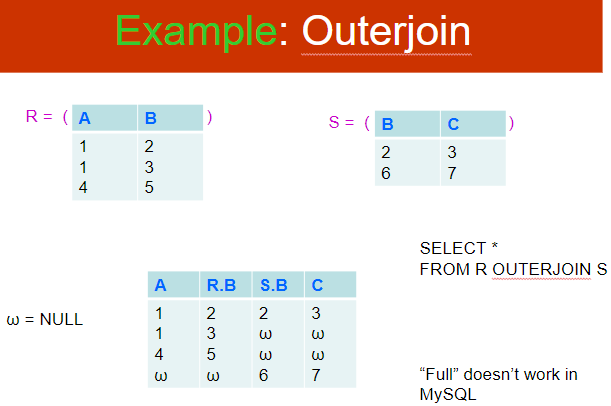 Example: Outerjoin
R = ( A B )
1 2
1 3
4 5
S = ( B C )
2 3
6 7
SELECT *
FROM R OUTERJOIN S
A R.B S.B C
1 2 2 3
1 3 ω ω
4 5 ω ω
ω ω 6 7
ω = NULL
“Full” doesn’t work in
MySQL